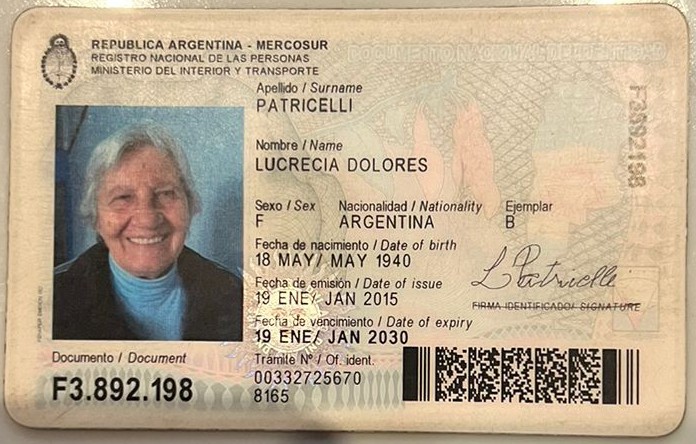 REPUBLICA ARGENTINA - MERCOSUR
REGISTRO NACIONAL DE LAS PERSONAS
MINISTERIO DEL INTERIOR Y TRANSPORTE
DOCUMENTO NACIONAL DE IDENTIDAD
Apellido / Surname
PATRICELLI
Nombre / Name
LUCRECIA DOLORES
Sexo / Sex Nacionalidad / Nationality Ejemplar
F ARGENTINA B
Fecha de nacimiento / Date of birth
18 MAY/ MAY 1940
Fecha de emisión / Date of issue
19 ENE/ JAN 2015
Fecha de vencimiento / Date of expiry
19 ENE/ JAN 2030
L Patricelli
FIRMA IDENTIFICADO/ SIGNATURE
Documento / Document
F3.892.198
Trámite Nº / Of. ident.
00332725670
8165
F3892198